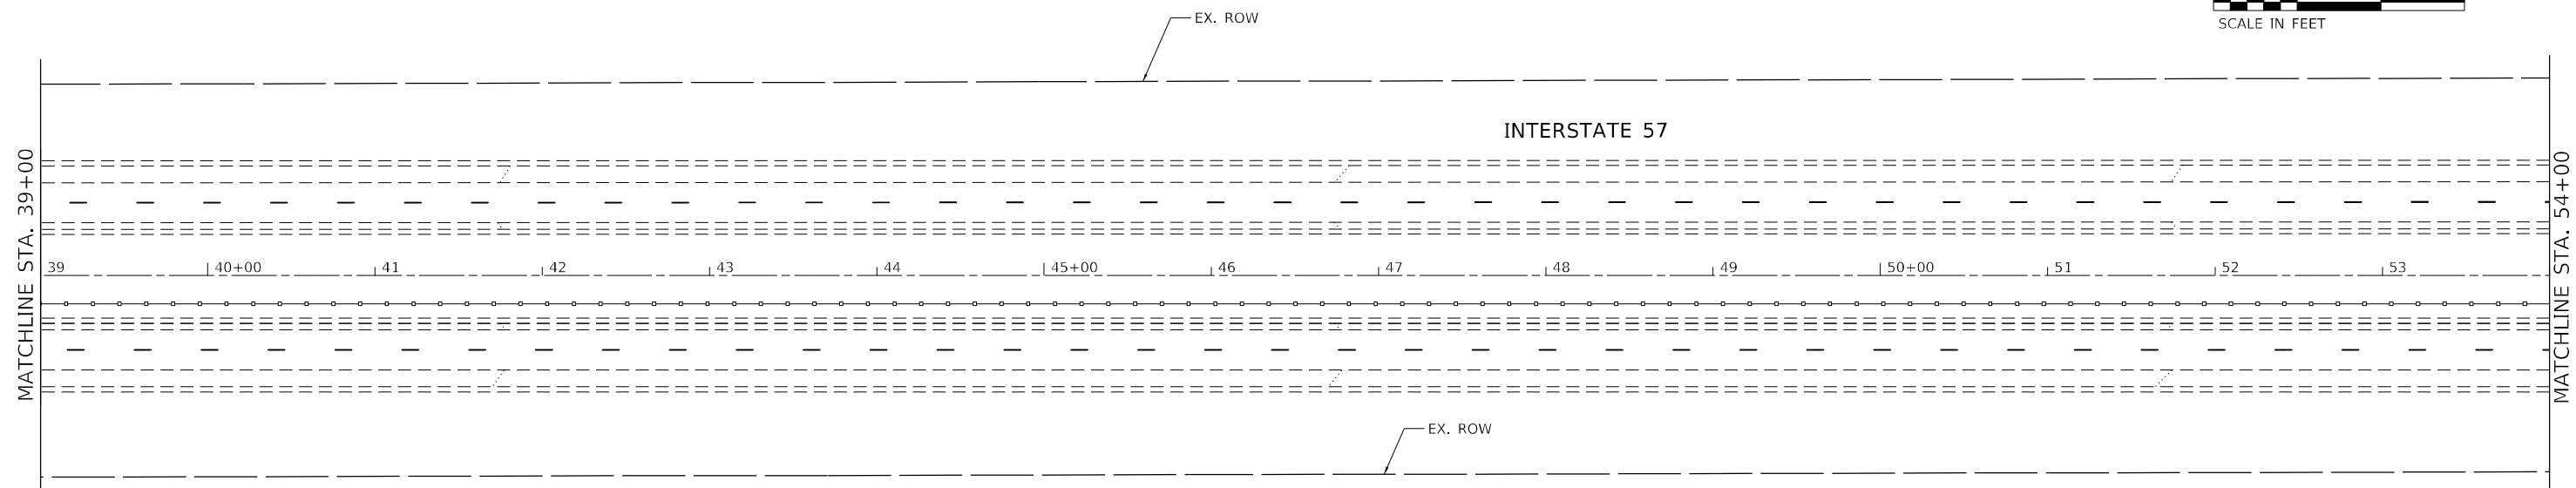 EX. ROW
SCALE IN FEET
INTERSTATE 57
MATCHLINE STA. 39+00
MATCHLINE STA. 54+00
39 40+00 41 42 43 44 45+00 46 47 48 49 50+00 51 52 53
EX. ROW